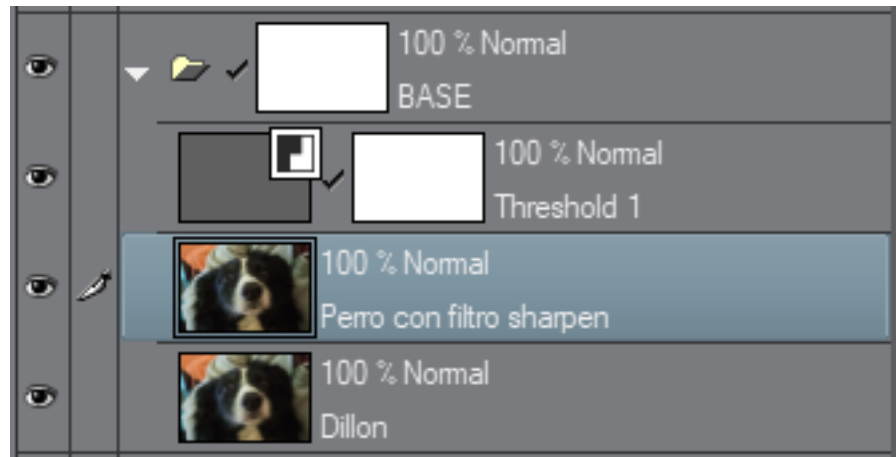 100 % Normal
BASE
100 % Normal
Threshold 1
100 % Normal
Perro con filtro sharpen
100 % Normal
Dillon